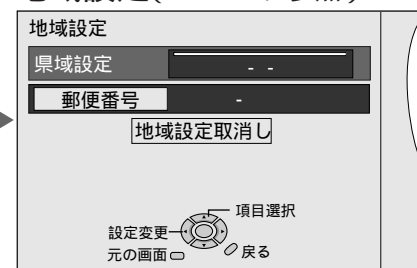 地域設定
県域設定 - -
郵便番号 -
地域設定取消し
項目選択
設定変更
元の画面 戻る